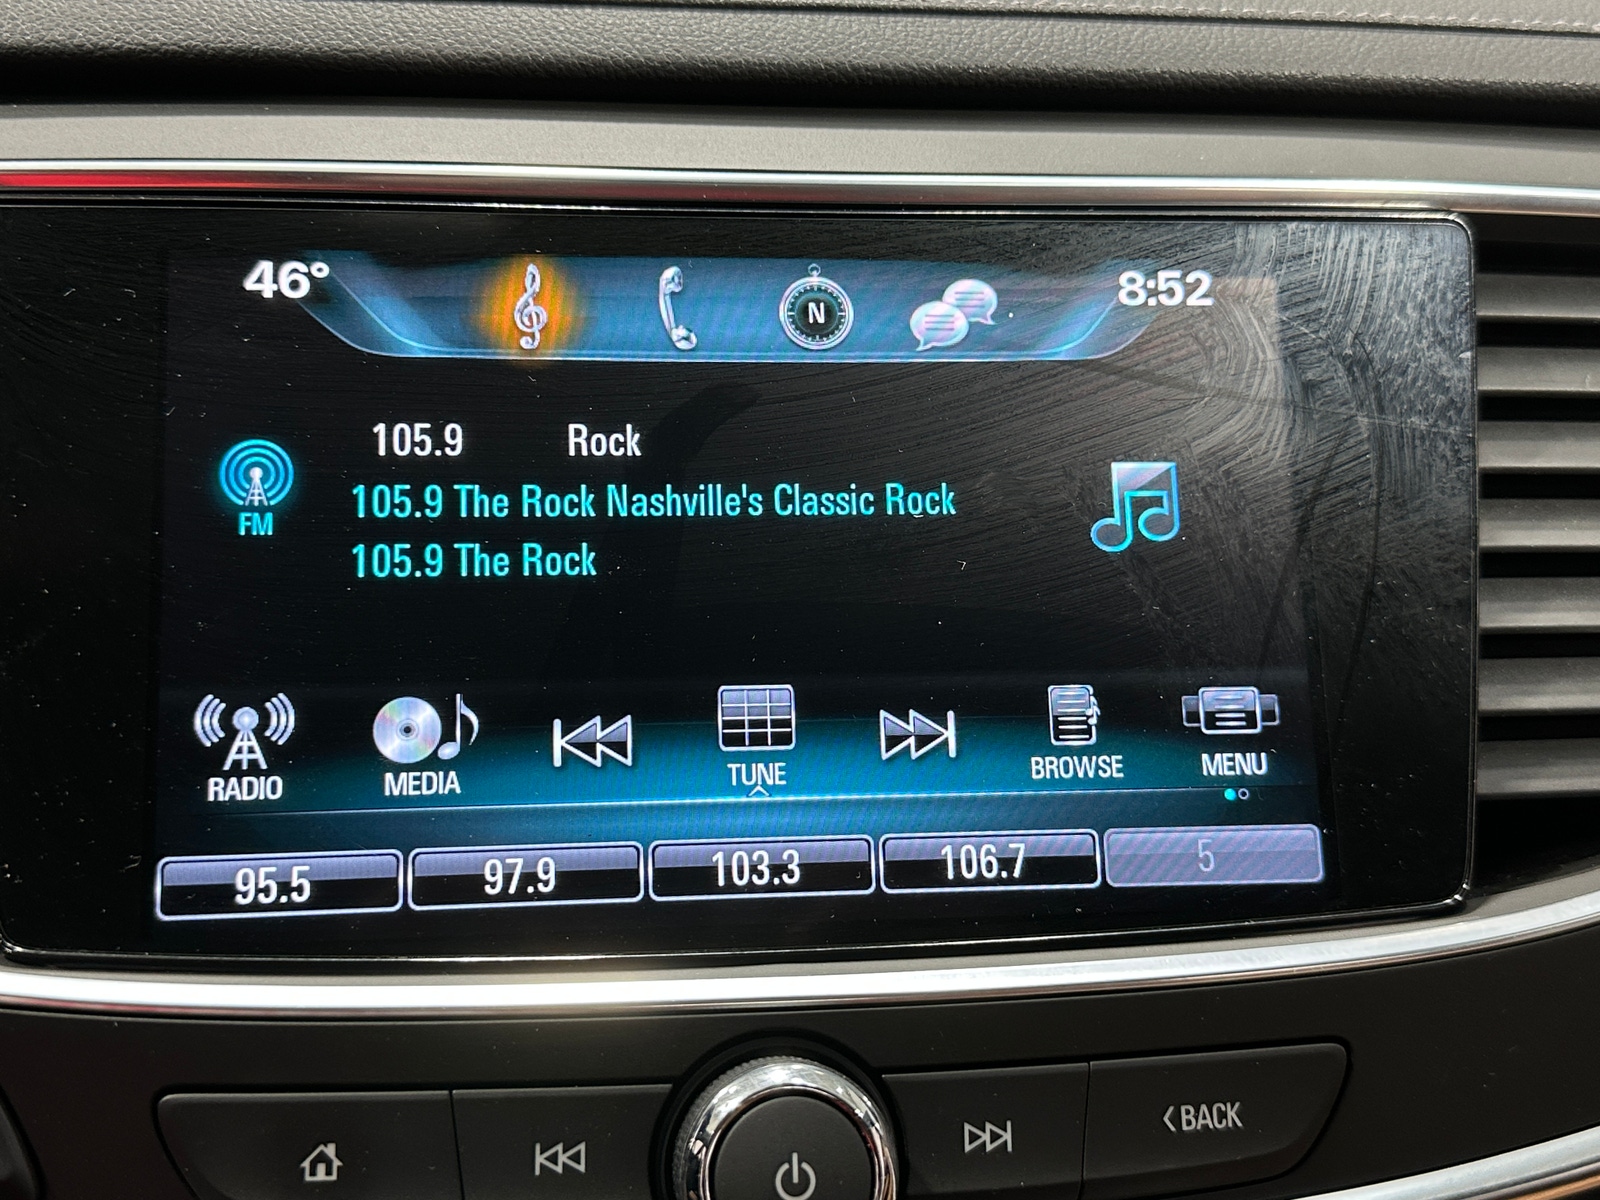 46°
N
8:52
105.9 Rock
FM
105.9 The Rock Nashville's Classic Rock
105.9 The Rock
RADIO
MEDIA
TUNE
BROWSE
MENU
95.5
97.9
103.3
106.7
5
BACK